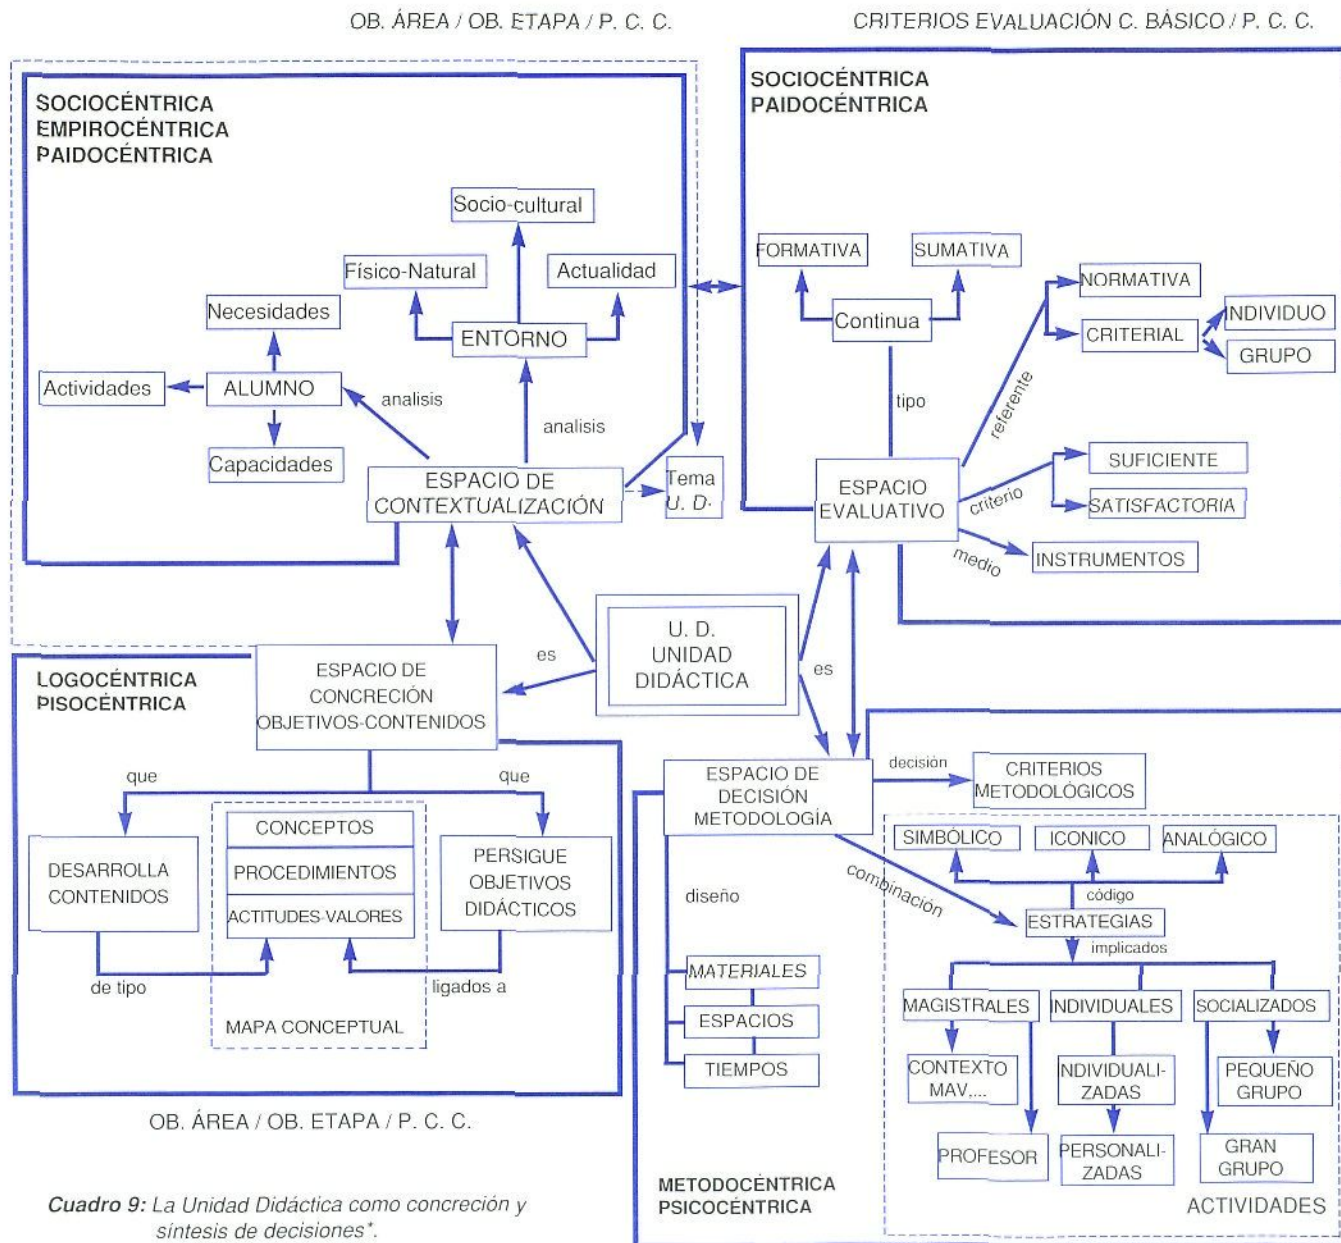 OB. ÁREA / OB. ETAPA / P. C. C.
CRITERIOS EVALUACIÓN C. BÁSICO / P. C. C.
SOCIOCÉNTRICA
EMPIROCÉNTRICA
PAIDOCÉNTRICA
Socio-cultural
Físico-Natural
Actualidad
Necesidades
ENTORNO
Actividades
ALUMNO
analisis
analisis
Capacidades
ESPACIO DE
CONTEXTUALIZACIÓN
Tema
U. D.
SOCIOCÉNTRICA
PAIDOCÉNTRICA
FORMATIVA
SUMATIVA
Continua
NORMATIVA
CRITERIAL
INDIVIDUO
GRUPO
tipo
referente
ESPACIO
EVALUATIVO
criterio
SUFICIENTE
SATISFACTORIA
medio
INSTRUMENTOS
U. D.
UNIDAD
DIDÁCTICA
es
es
LOGOCÉNTRICA
PISOCÉNTRICA
ESPACIO DE
CONCRECIÓN
OBJETIVOS-CONTENIDOS
que
que
DESARROLLA
CONTENIDOS
CONCEPTOS
PROCEDIMIENTOS
ACTITUDES-VALORES
PERSIGUE
OBJETIVOS
DIDÁCTICOS
de tipo
ligados a
MAPA CONCEPTUAL
OB. ÁREA / OB. ETAPA / P. C. C.
ESPACIO DE
DECISIÓN
METODOLOGÍA
decisión
CRITERIOS
METODOLÓGICOS
combinación
diseño
MATERIALES
ESPACIOS
TIEMPOS
SIMBÓLICO
ICONICO
ANALÓGICO
código
ESTRATEGIAS
implicados
MAGISTRALES
INDIVIDUALES
SOCIALIZADOS
CONTEXTO
MAV,...
INDIVIDUALI-
ZADAS
PEQUEÑO
GRUPO
PROFESOR
PERSONALI-
ZADAS
GRAN
GRUPO
ACTIVIDADES
METODOCÉNTRICA
PSICOCÉNTRICA
Cuadro 9: La Unidad Didáctica como concreción y
síntesis de decisiones*.